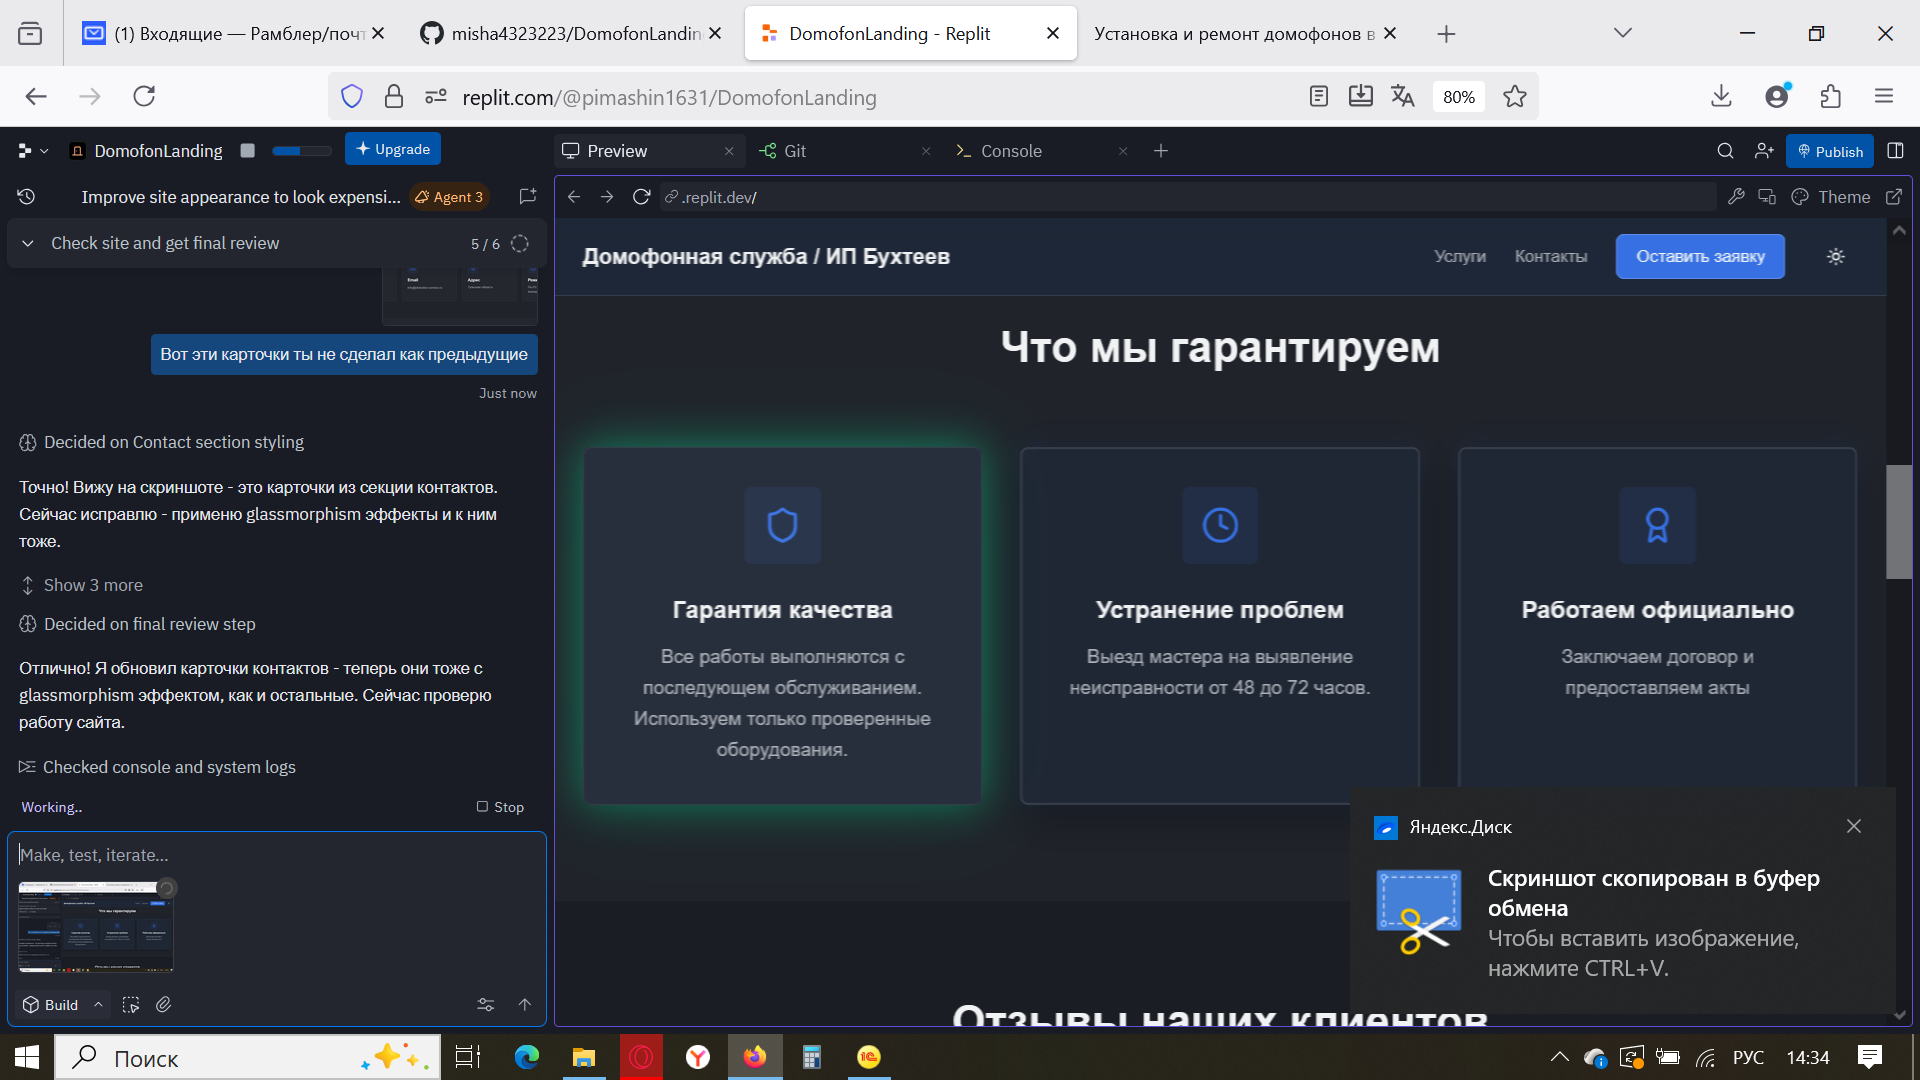 (1) Входящие — Рамблер/почт
misha4323223/DomofonLandin
DomofonLanding - Replit
Установка и ремонт домофонов в
replit.com/@pimashin1631/DomofonLanding
80%
DomofonLanding
Upgrade
Preview
Git
Console
Publish
Improve site appearance to look expensi...
Agent 3
.replit.dev/
Theme
Check site and get final review
5 / 6
Email
Адрес
Вот эти карточки ты не сделал как предыдущие
Just now
Decided on Contact section styling
Точно! Вижу на скриншоте - это карточки из секции контактов.
Сейчас исправлю - применю glassmorphism эффекты и к ним
тоже.
Show 3 more
Decided on final review step
Отлично! Я обновил карточки контактов - теперь они тоже с
glassmorphism эффектом, как и остальные. Сейчас проверю
работу сайта.
Checked console and system logs
Working..
Stop
Make, test, iterate...
Build
Домофонная служба / ИП Бухтеев
Услуги
Контакты
Оставить заявку
Что мы гарантируем
Гарантия качества
Все работы выполняются с
последующем обслуживанием.
Используем только проверенные
оборудования.
Устранение проблем
Выезд мастера на выявление
неисправности от 48 до 72 часов.
Работаем официально
Заключаем договор и
предоставляем акты
Отзывы наших клиентов
Яндекс.Диск
Скриншот скопирован в буфер
обмена
Чтобы вставить изображение,
нажмите CTRL+V.
Поиск
РУС
14:34